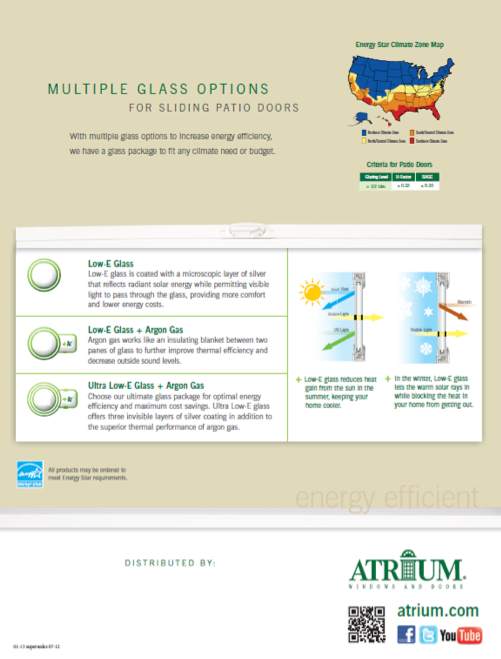 Energy Star Climate Zone Map
MULTIPLE GLASS OPTIONS
FOR SLIDING PATIO DOORS
With multiple glass options to increase energy efficiency,
we have a glass package to fit any climate need or budget.
Northern Climate Zone
South/Central Climate Zone
North/Central Climate Zone
Southern Climate Zone
Criteria for Patio Doors
Glazing Level U-Factor SHGC
Low-E Glass
Low-E glass is coated with a microscopic layer of silver
that reflects radiant solar energy while permitting visible
light to pass through the glass, providing more comfort
and lower energy costs.
Low-E Glass + Argon Gas
Argon gas works like an insulating blanket between two
panes of glass to further improve thermal efficiency and
decrease outside sound levels.
Ultra Low-E Glass + Argon Gas
Choose our ultimate glass package for optimal energy
efficiency and maximum cost savings. Ultra Low-E glass
offers three invisible layers of silver coating in addition to
the superior thermal performance of argon gas.
+Ar
+Ar
Visible Light
UV Light
Visible Light
+ Low-E glass reduces heat
gain from the sun in the
summer, keeping your
home cooler.
+ In the winter, Low-E glass
lets the warm solar rays in
while blocking the heat in
your home from getting out.
All products may be ordered to
meet Energy Star requirements.
energy efficient
DISTRIBUTED BY:
ATRIUM
WINDOWS AND DOORS
atrium.com
You Tube